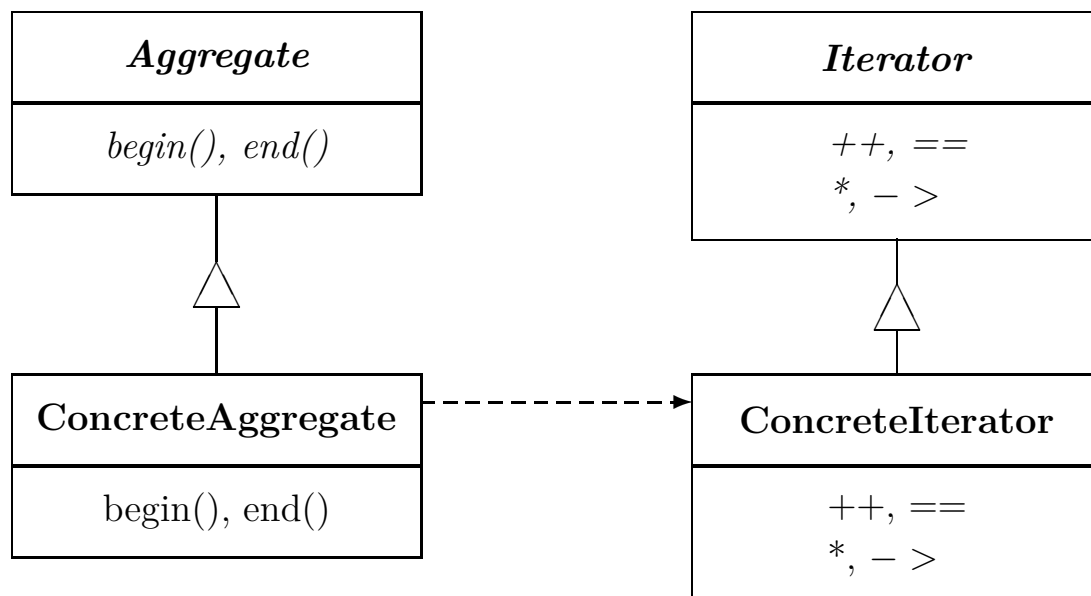 Aggregate
begin(), end()
Iterator
++, ==
*, − >
ConcreteAggregate
begin(), end()
ConcreteIterator
++, ==
*, − >